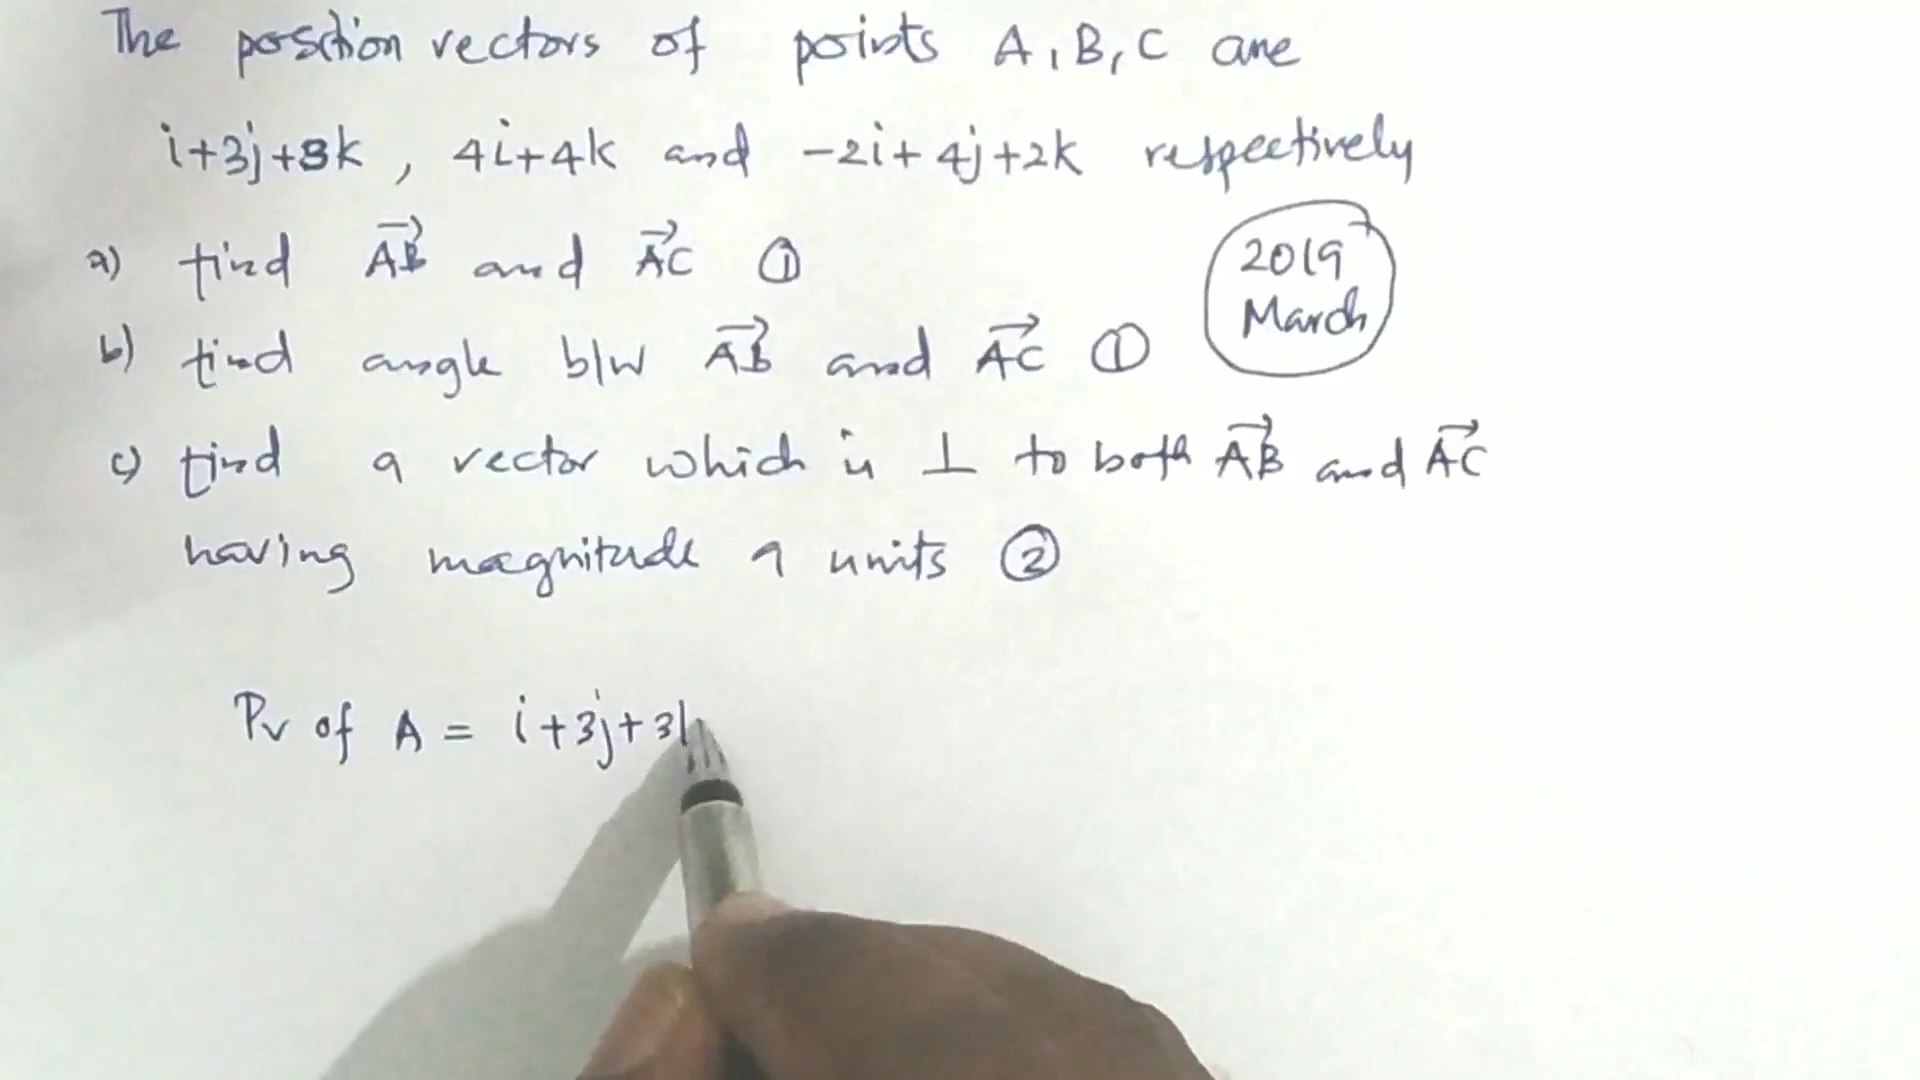 The position vectors of points A, B, C are
i+3j+3k , 4i+4k and -2i+4j+2k respectively
a) find AB and AC ①
b) find angle b/w AB and AC ①
2019
March
c) find a vector which is ⊥ to both AB and AC
having magnitude 9 units ②
Pv of A = i+3j+3